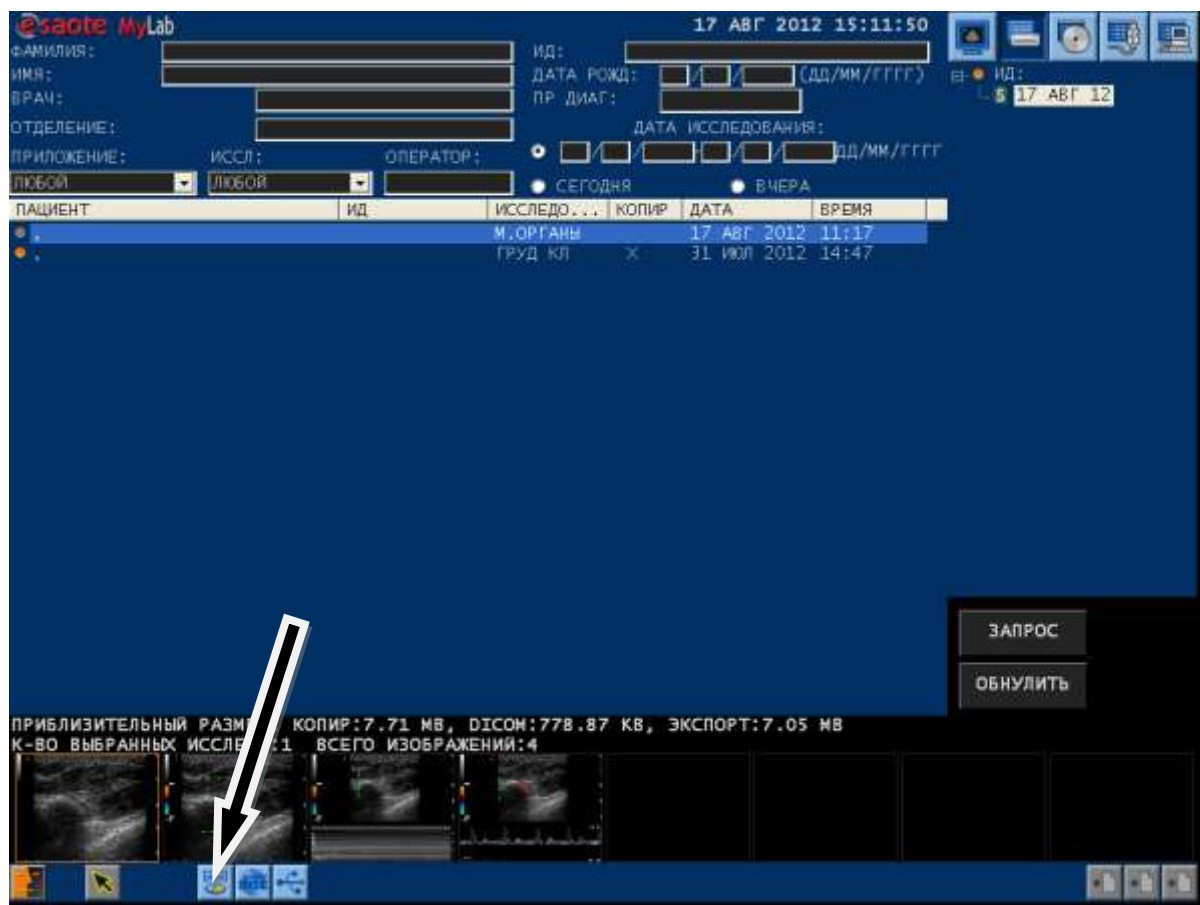 esaote MyLab 17 АВГ 2012 15:11:50
ФАМИЛИЯ: ИД:
ИМЯ: ДАТА РОЖД: / / (ДД/ММ/ГГГГ)
ВРАЧ: ПР ДИАГ:
ОТДЕЛЕНИЕ: ДАТА ИССЛЕДОВАНИЯ:
ПРИЛОЖЕНИЕ: ИССЛ: ОПЕРАТОР: / / - / / ДД/ММ/ГГГГ
ЛЮБОЙ ЛЮБОЙ СЕГОДНЯ ВЧЕРА
ПАЦИЕНТ ИД ИССЛЕДО... КОПИР ДАТА ВРЕМЯ
, М.ОРГАНЫ 17 АВГ 2012 11:17
, ГРУД КЛ X 31 ИЮЛ 2012 14:47
ИД:
S 17 АВГ 12
ЗАПРОС
ОБНУЛИТЬ
ПРИБЛИЗИТЕЛЬНЫЙ РАЗМ КОПИР:7.71 MB, DICOM:778.87 KB, ЭКСПОРТ:7.05 MB
К-ВО ВЫБРАННЫХ ИССЛЕ :1 ВСЕГО ИЗОБРАЖЕНИЙ:4